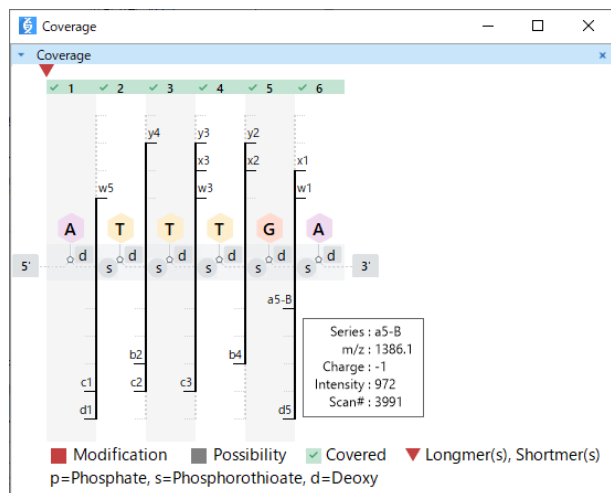 Coverage
Coverage
1 2 3 4 5 6
y4 y3 y2
x3 x2 x1
w5 w3 w1
A T T T G A
5' d s d s d s d s d s d 3'
a5-B
b2 b4
c1 c2 c3
d1 d5
Series : a5-B
m/z : 1386.1
Charge : -1
Intensity : 972
Scan# : 3991
Modification Possibility Covered Longmer(s), Shortmer(s)
p=Phosphate, s=Phosphorothioate, d=Deoxy